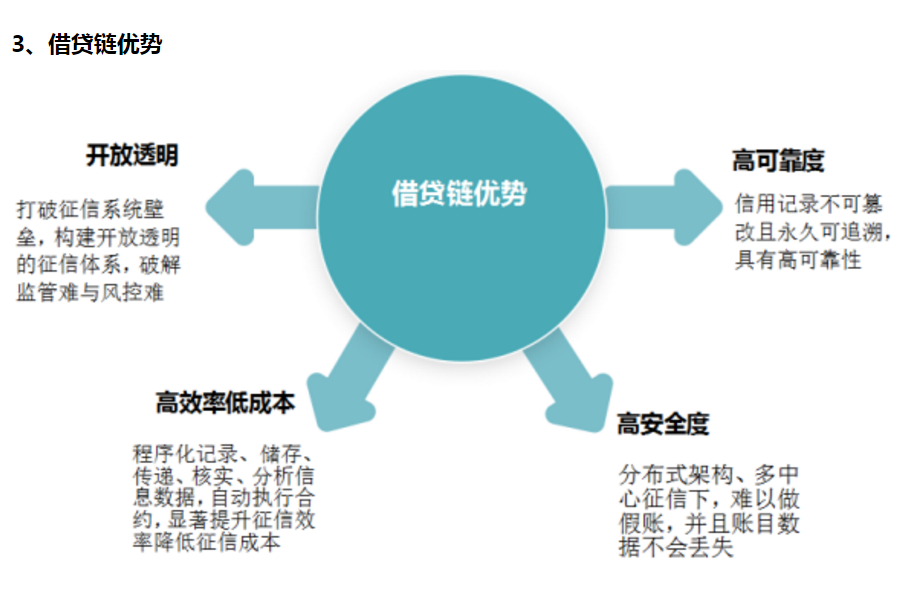 3、借贷链优势
借贷链优势
开放透明
打破征信系统壁
垒，构建开放透明
的征信体系，破解
监管难与风控难
高可靠度
信用记录不可篡
改且永久可追溯，
具有高可靠性
高效率低成本
程序化记录、储存、
传递、核实、分析信
息数据，自动执行合
约，显著提升征信效
率降低征信成本
高安全度
分布式架构、多中
心征信下，难以做
假账，并且账目数
据不会丢失